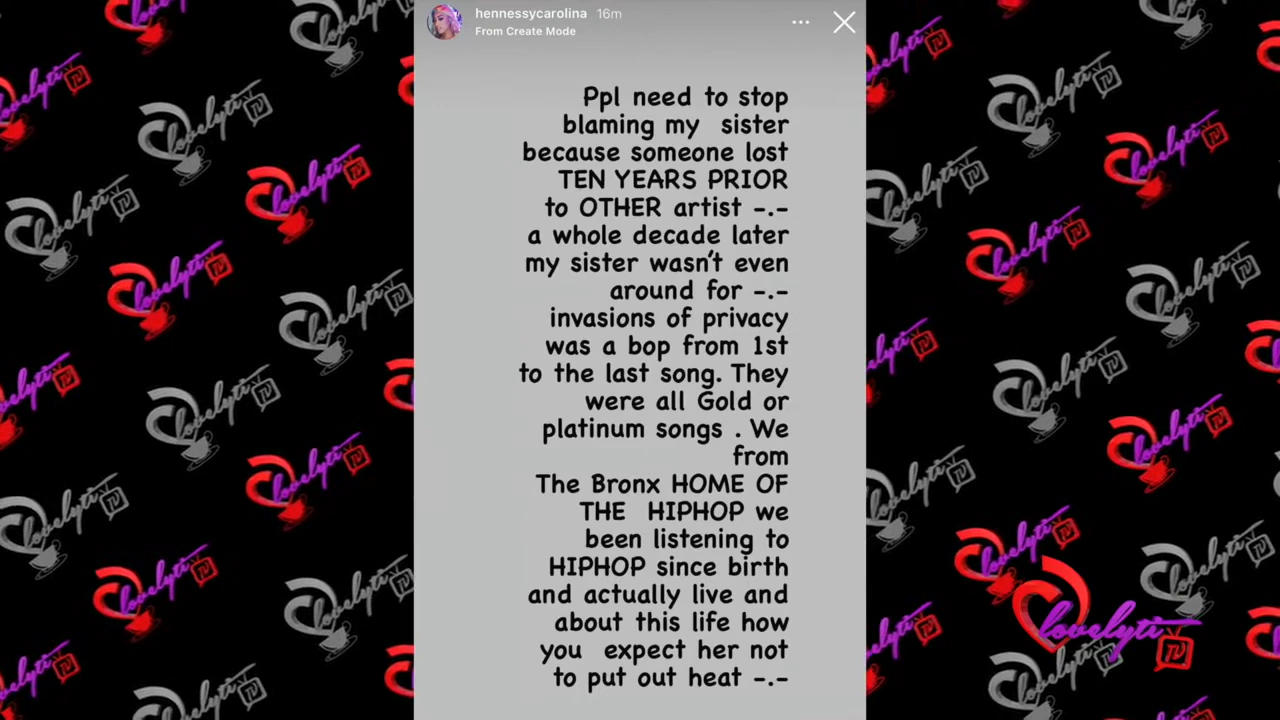 hennessycarolina 16m
From Create Mode
Ppl need to stop
blaming my sister
because someone lost
TEN YEARS PRIOR
to OTHER artist -.-
a whole decade later
my sister wasn't even
around for -.-
invasions of privacy
was a bop from 1st
to the last song. They
were all Gold or
platinum songs . We
from
The Bronx HOME OF
THE HIPHOP we
been listening to
HIPHOP since birth
and actually live and
about this life how
you expect her not
to put out heat -.-
lovelyti TV